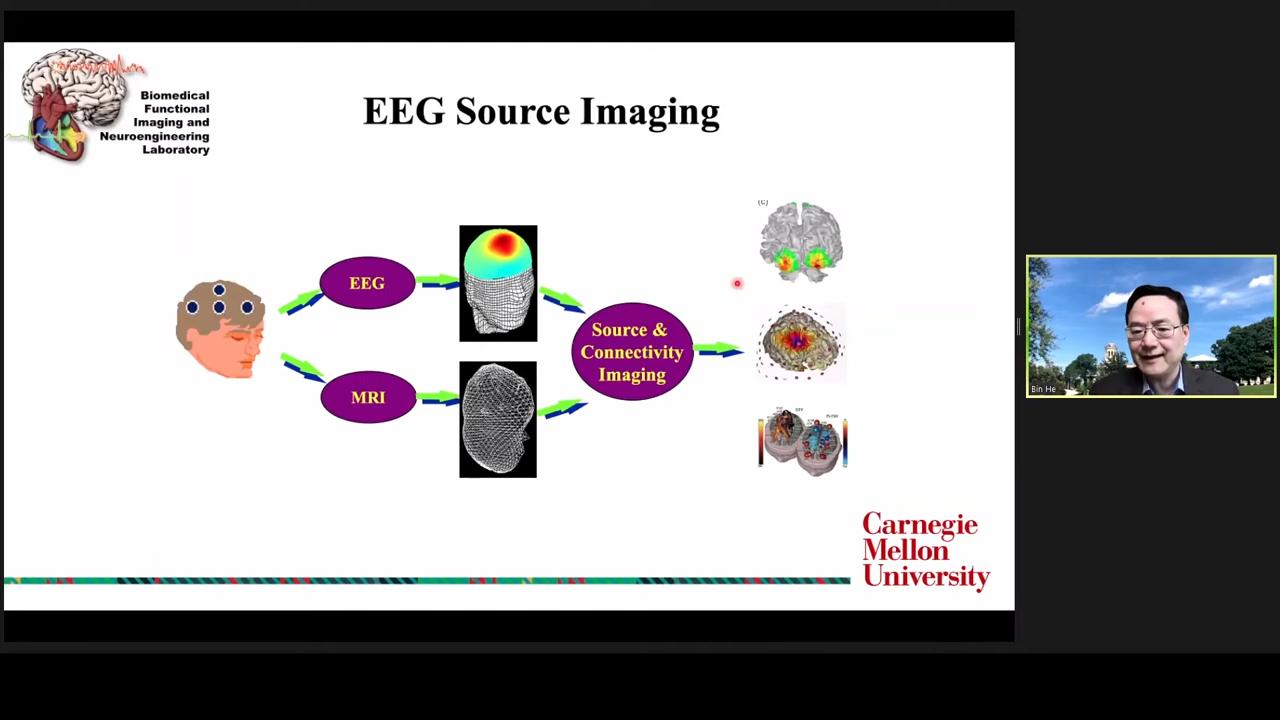 Biomedical
Functional
Imaging and
Neuroengineering
Laboratory
EEG Source Imaging
(C)
EEG
MRI
Source &
Connectivity
Imaging
Bin He
Carnegie
Mellon
University